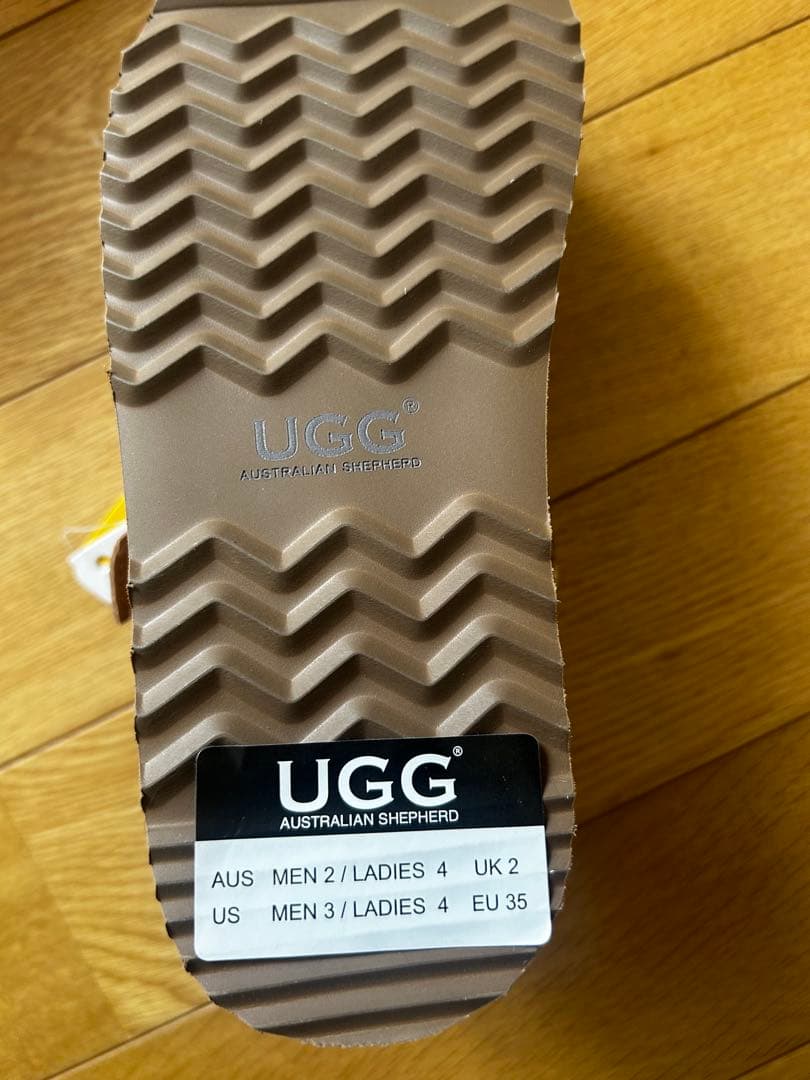 UGG®
AUSTRALIAN SHEPHERD
UGG®
AUSTRALIAN SHEPHERD
AUS MEN 2 / LADIES 4 UK 2
US MEN 3 / LADIES 4 EU 35